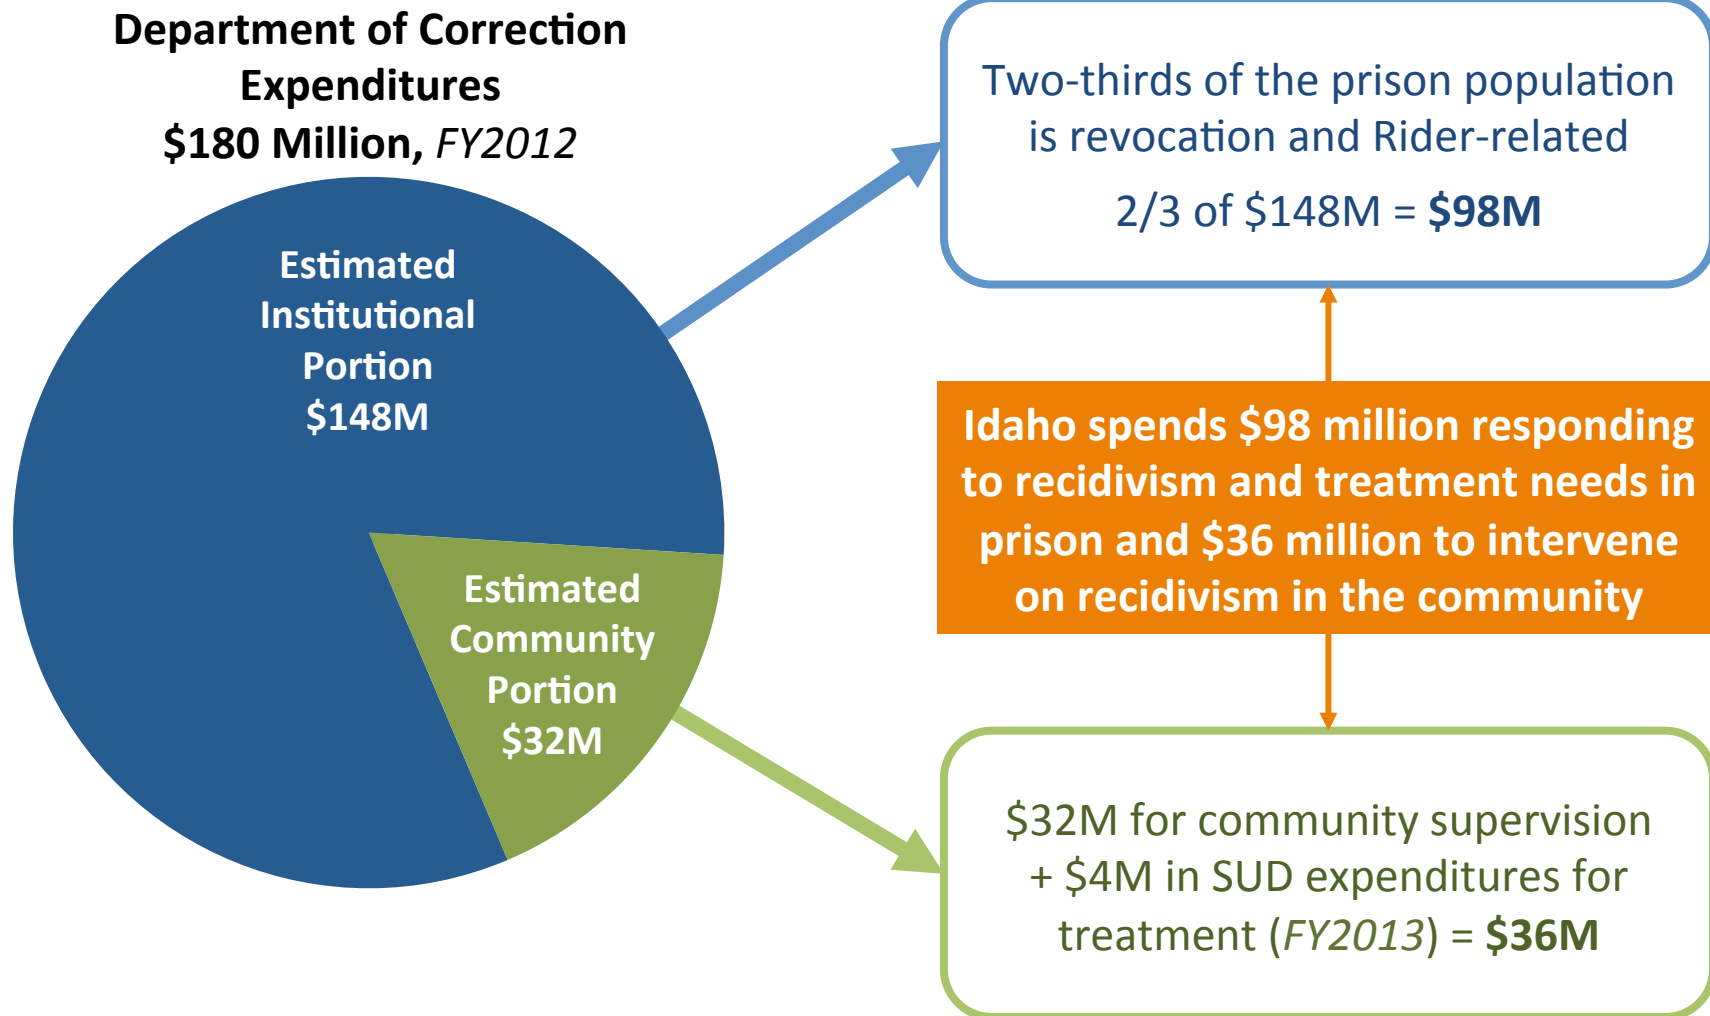 Department of Correction
Expenditures
$180 Million, FY2012
Estimated
Institutional
Portion
$148M
Estimated
Community
Portion
$32M
Two-thirds of the prison population
is revocation and Rider-related
2/3 of $148M = $98M
Idaho spends $98 million responding
to recidivism and treatment needs in
prison and $36 million to intervene
on recidivism in the community
$32M for community supervision
+ $4M in SUD expenditures for
treatment (FY2013) = $36M